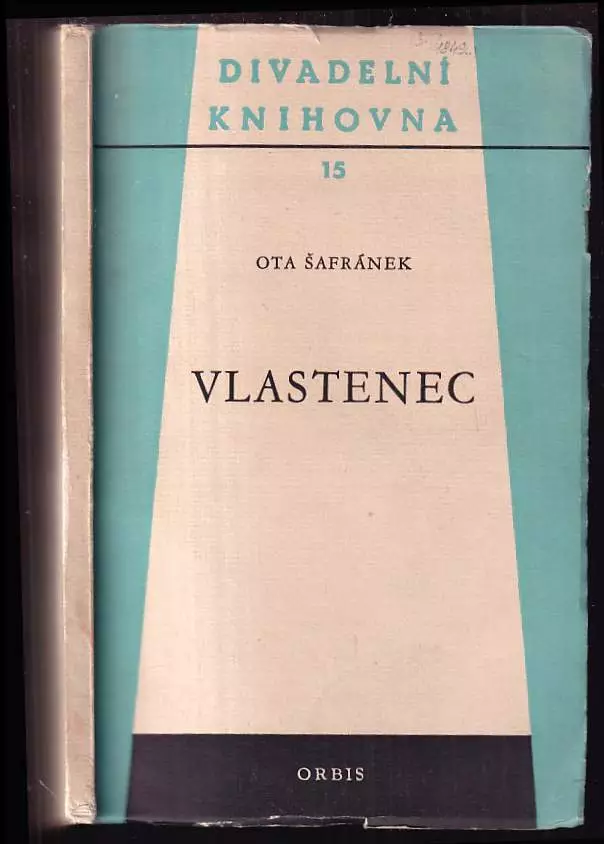 DIVADELNÍ
KNIHOVNA
15
OTA ŠAFRÁNEK
VLASTENEC
ORBIS